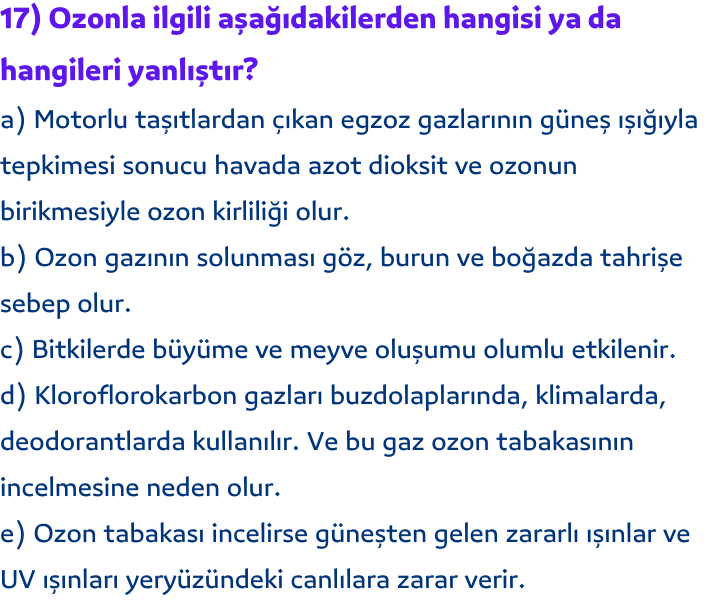 17) Ozonla ilgili aşağıdakilerden hangisi ya da
hangileri yanlıştır?
a) Motorlu taşıtlardan çıkan egzoz gazlarının güneş ışığıyla
tepkimesi sonucu havada azot dioksit ve ozonun
birikmesiyle ozon kirliliği olur.
b) Ozon gazının solunması göz, burun ve boğazda tahrişe
sebep olur.
c) Bitkilerde büyüme ve meyve oluşumu olumlu etkilenir.
d) Kloroflorokarbon gazları buzdolaplarında, klimalarda,
deodorantlarda kullanılır. Ve bu gaz ozon tabakasının
incelmesine neden olur.
e) Ozon tabakası incelirse güneşten gelen zararlı ışınlar ve
UV ışınları yeryüzündeki canlılara zarar verir.